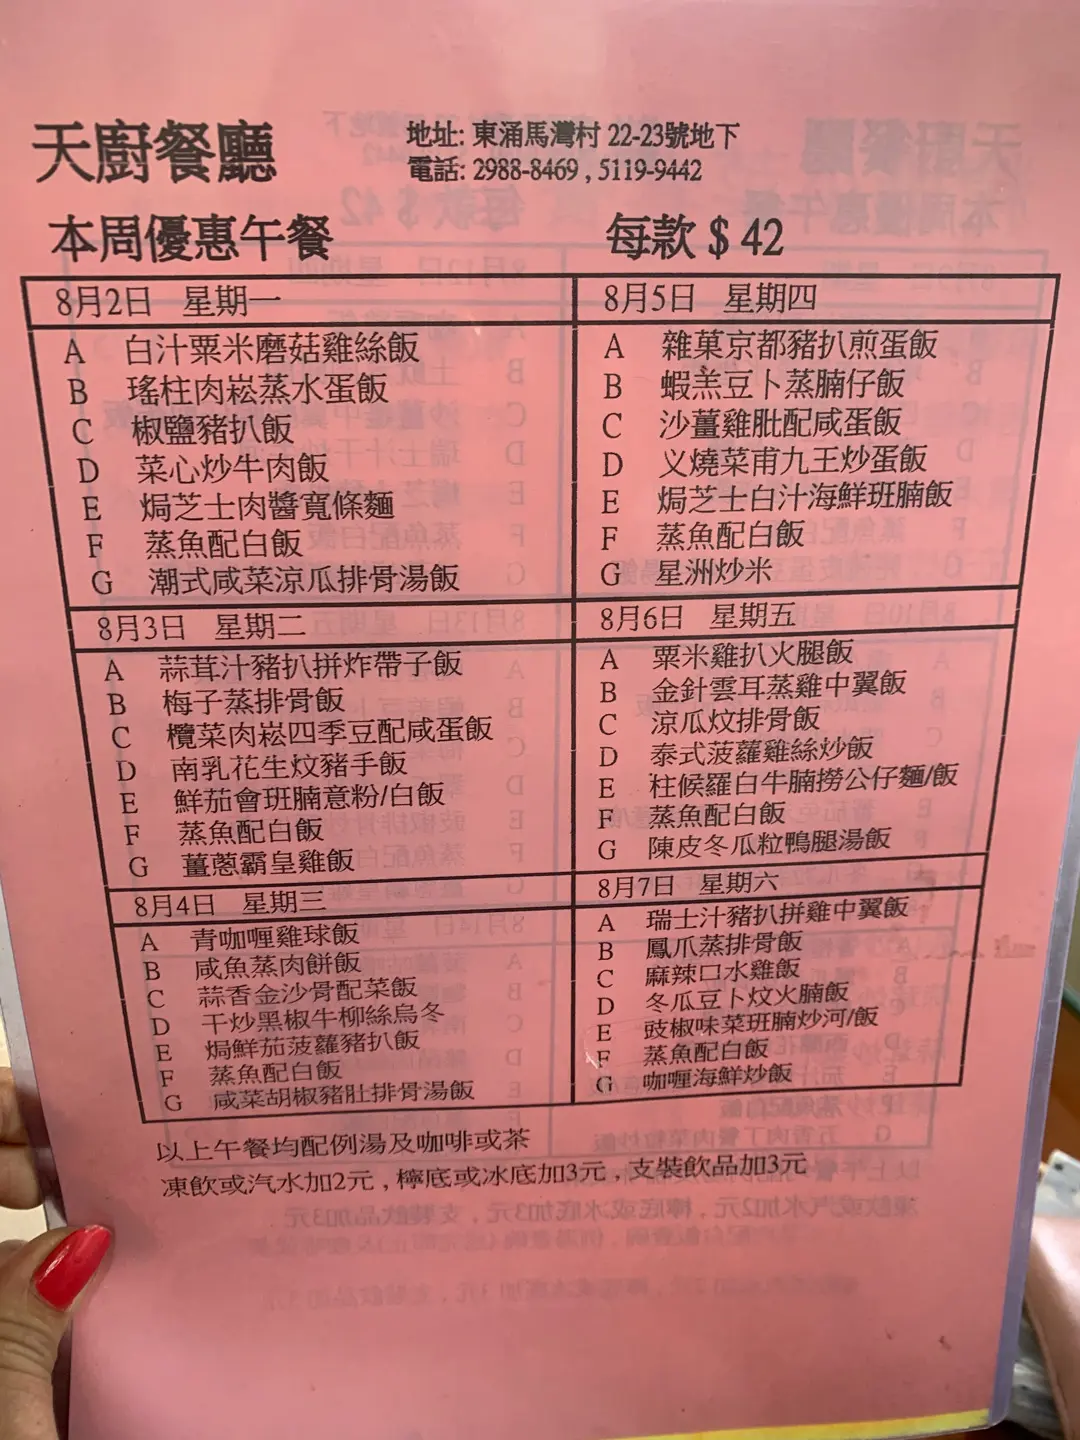 天廚餐廳
地址: 東涌馬灣村 22-23號地下
電話: 2988-8469 , 5119-9442
本周優惠午餐
每款 $ 42
8月2日 星期一
A 白汁粟米磨菇雞絲飯
B 瑤柱肉崧蒸水蛋飯
C 椒鹽豬扒飯
D 菜心炒牛肉飯
E 焗芝士肉醬寬條麵
F 蒸魚配白飯
G 潮式咸菜涼瓜排骨湯飯
8月3日 星期二
A 蒜茸汁豬扒拼炸帶子飯
B 梅子蒸排骨飯
C 欖菜肉崧四季豆配咸蛋飯
D 南乳花生炆豬手飯
E 鮮茄會班腩意粉/白飯
F 蒸魚配白飯
G 薑蔥霸皇雞飯
8月4日 星期三
A 青咖喱雞球飯
B 咸魚蒸肉餅飯
C 蒜香金沙骨配菜飯
D 干炒黑椒牛柳絲烏冬
E 焗鮮茄菠蘿豬扒飯
F 蒸魚配白飯
G 咸菜胡椒豬肚排骨湯飯
8月5日 星期四
A 雜菓京都豬扒煎蛋飯
B 蝦羔豆卜蒸腩仔飯
C 沙薑雞肶配咸蛋飯
D 义燒菜甫九王炒蛋飯
E 焗芝士白汁海鮮班腩飯
F 蒸魚配白飯
G 星洲炒米
8月6日 星期五
A 粟米雞扒火腿飯
B 金針雲耳蒸雞中翼飯
C 涼瓜炆排骨飯
D 泰式菠蘿雞絲炒飯
E 柱候羅白牛腩撈公仔麵/飯
F 蒸魚配白飯
G 陳皮冬瓜粒鴨腿湯飯
8月7日 星期六
A 瑞士汁豬扒拼雞中翼飯
B 鳳爪蒸排骨飯
C 麻辣口水雞飯
D 冬瓜豆卜炆火腩飯
E 豉椒味菜班腩炒河/飯
F 蒸魚配白飯
G 咖喱海鮮炒飯
以上午餐均配例湯及咖啡或茶
凍飲或汽水加2元 , 檸底或冰底加3元 , 支裝飲品加3元